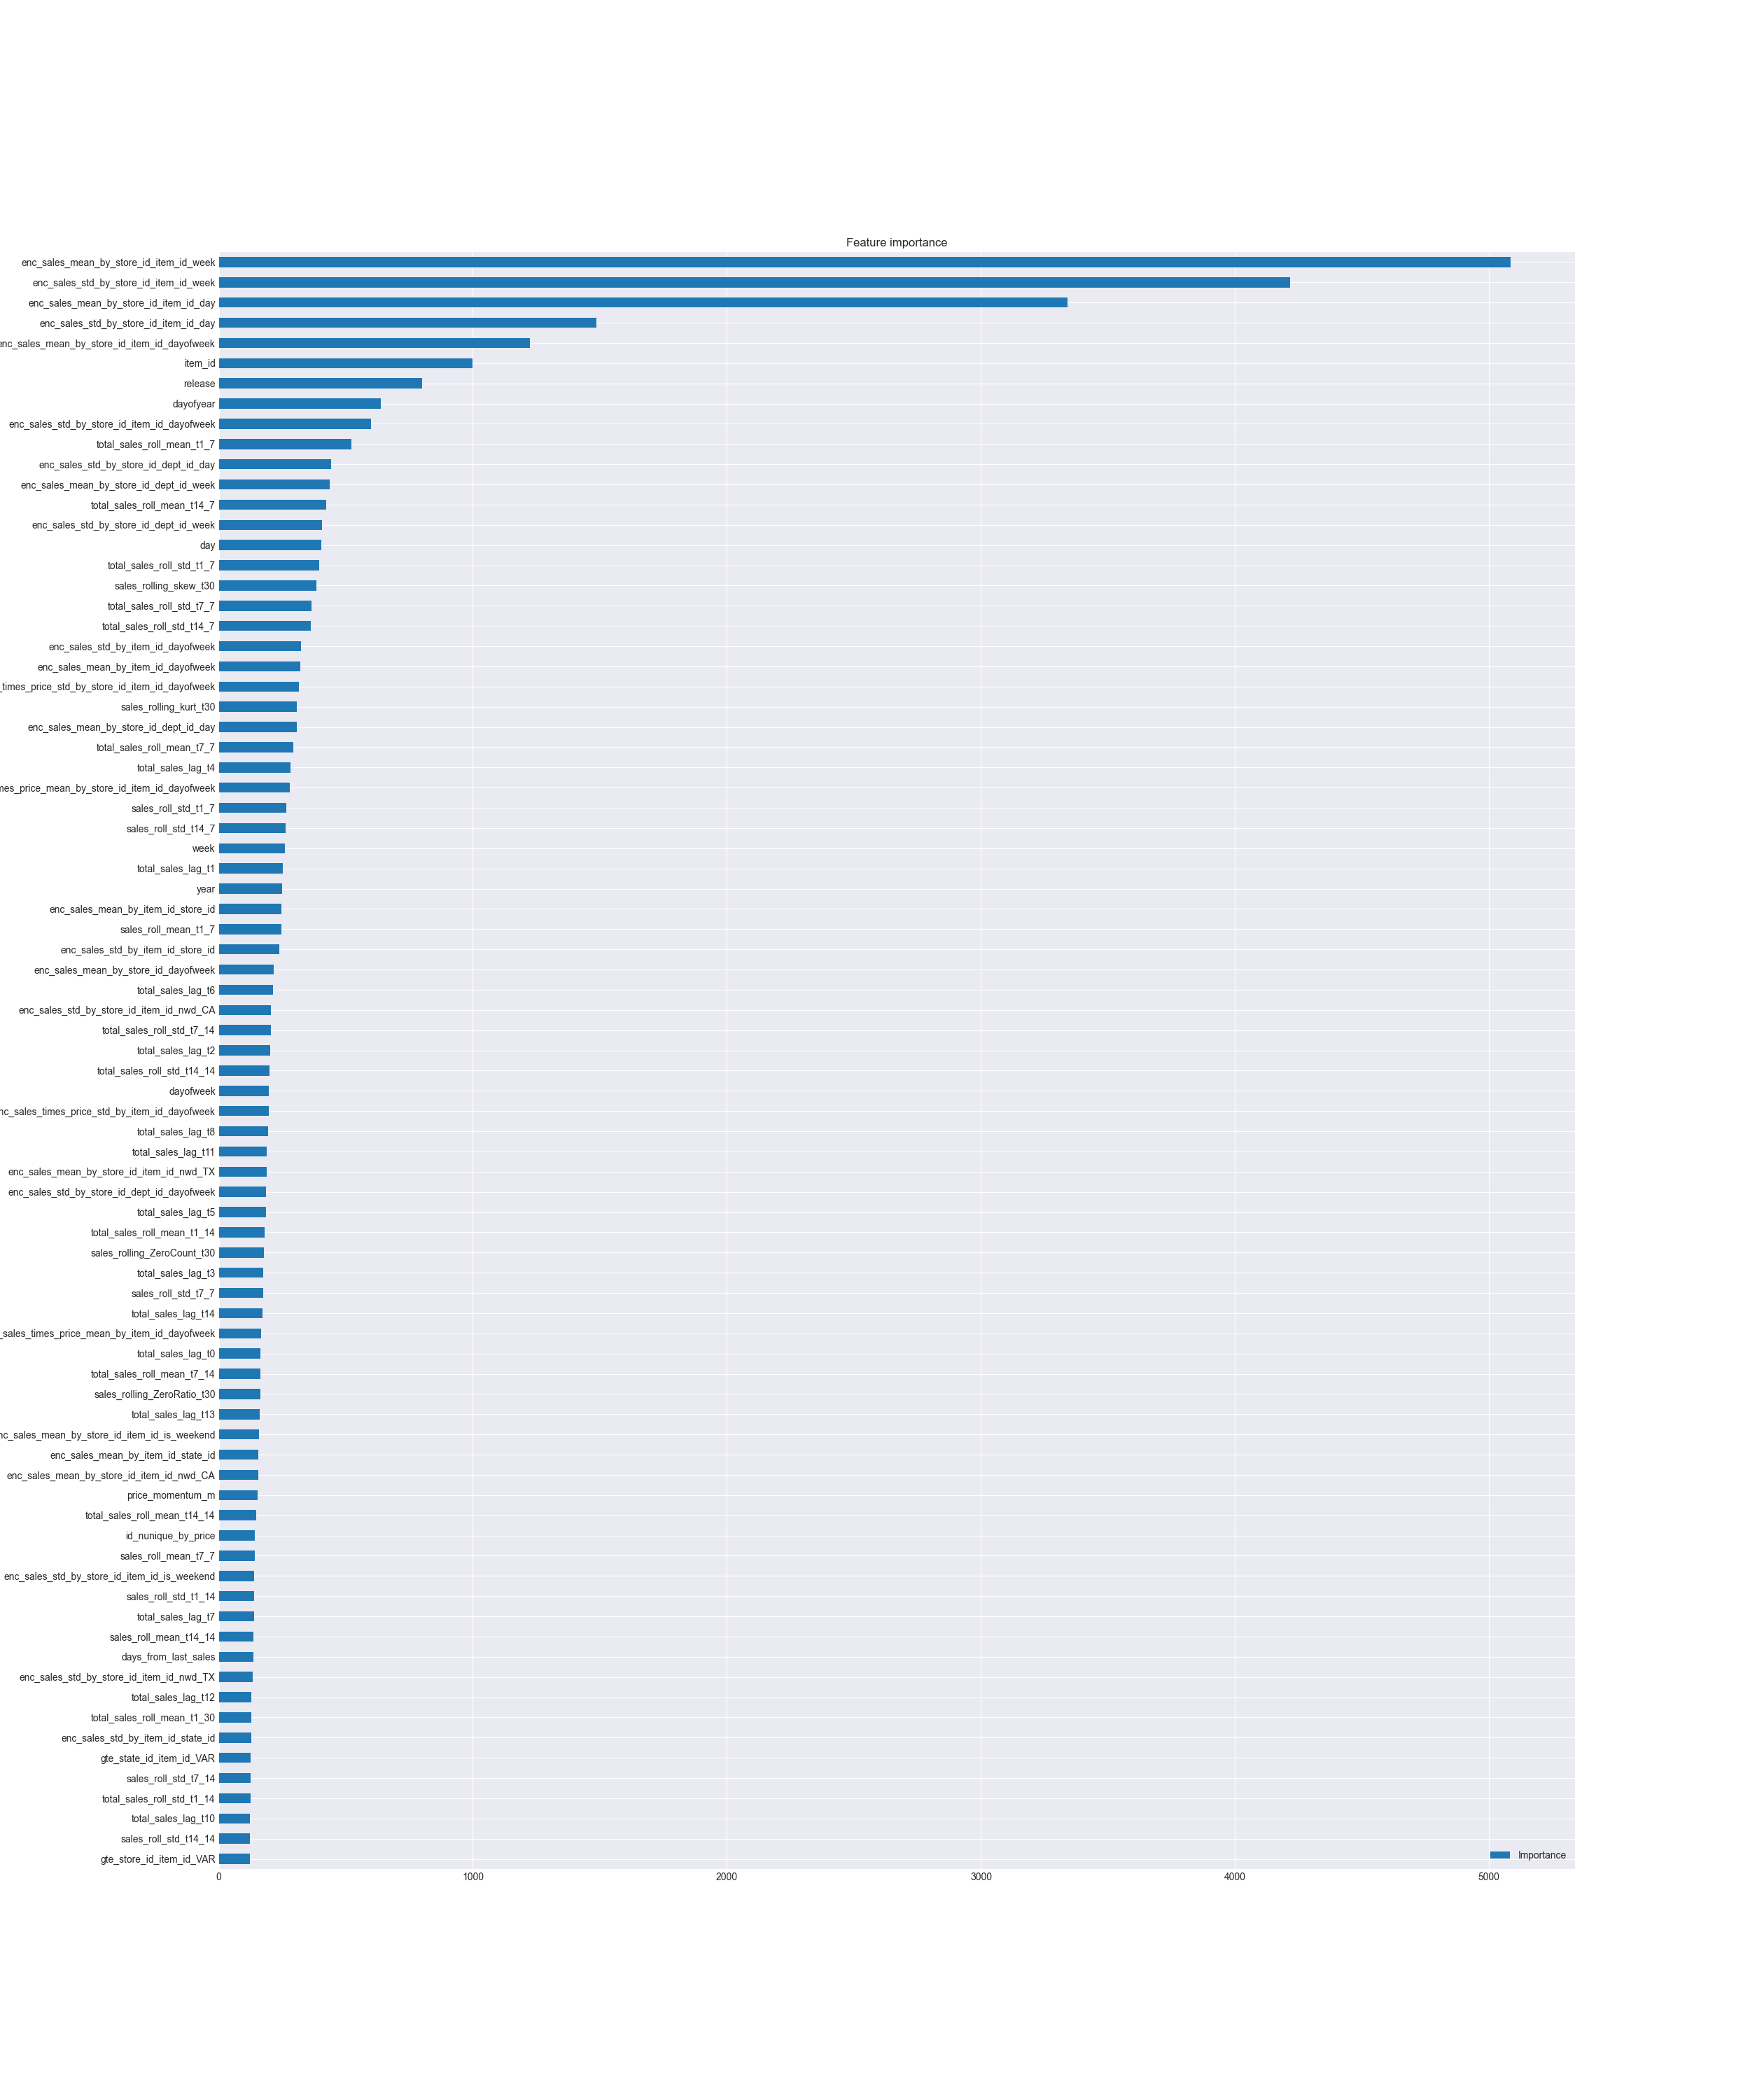 Feature importance
enc_sales_mean_by_store_id_item_id_week
enc_sales_std_by_store_id_item_id_week
enc_sales_mean_by_store_id_item_id_day
enc_sales_std_by_store_id_item_id_day
enc_sales_mean_by_store_id_item_id_dayofweek
item_id
release
dayofyear
enc_sales_std_by_store_id_item_id_dayofweek
total_sales_roll_mean_t1_7
enc_sales_std_by_store_id_dept_id_day
enc_sales_mean_by_store_id_dept_id_week
total_sales_roll_mean_t14_7
enc_sales_std_by_store_id_dept_id_week
day
total_sales_roll_std_t1_7
sales_rolling_skew_t30
total_sales_roll_std_t7_7
total_sales_roll_std_t14_7
enc_sales_std_by_item_id_dayofweek
enc_sales_mean_by_item_id_dayofweek
_times_price_std_by_store_id_item_id_dayofweek
sales_rolling_kurt_t30
enc_sales_mean_by_store_id_dept_id_day
total_sales_roll_mean_t7_7
total_sales_lag_t4
mes_price_mean_by_store_id_item_id_dayofweek
sales_roll_std_t1_7
sales_roll_std_t14_7
week
total_sales_lag_t1
year
enc_sales_mean_by_item_id_store_id
sales_roll_mean_t1_7
enc_sales_std_by_item_id_store_id
enc_sales_mean_by_store_id_dayofweek
total_sales_lag_t6
enc_sales_std_by_store_id_item_id_nwd_CA
total_sales_roll_std_t7_14
total_sales_lag_t2
total_sales_roll_std_t14_14
dayofweek
nc_sales_times_price_std_by_item_id_dayofweek
total_sales_lag_t8
total_sales_lag_t11
enc_sales_mean_by_store_id_item_id_nwd_TX
enc_sales_std_by_store_id_dept_id_dayofweek
total_sales_lag_t5
total_sales_roll_mean_t1_14
sales_rolling_ZeroCount_t30
total_sales_lag_t3
sales_roll_std_t7_7
total_sales_lag_t14
_sales_times_price_mean_by_item_id_dayofweek
total_sales_lag_t0
total_sales_roll_mean_t7_14
sales_rolling_ZeroRatio_t30
total_sales_lag_t13
nc_sales_mean_by_store_id_item_id_is_weekend
enc_sales_mean_by_item_id_state_id
enc_sales_mean_by_store_id_item_id_nwd_CA
price_momentum_m
total_sales_roll_mean_t14_14
id_nunique_by_price
sales_roll_mean_t7_7
enc_sales_std_by_store_id_item_id_is_weekend
sales_roll_std_t1_14
total_sales_lag_t7
sales_roll_mean_t14_14
days_from_last_sales
enc_sales_std_by_store_id_item_id_nwd_TX
total_sales_lag_t12
total_sales_roll_mean_t1_30
enc_sales_std_by_item_id_state_id
gte_state_id_item_id_VAR
sales_roll_std_t7_14
total_sales_roll_std_t1_14
total_sales_lag_t10
sales_roll_std_t14_14
gte_store_id_item_id_VAR
Importance
0 1000 2000 3000 4000 5000